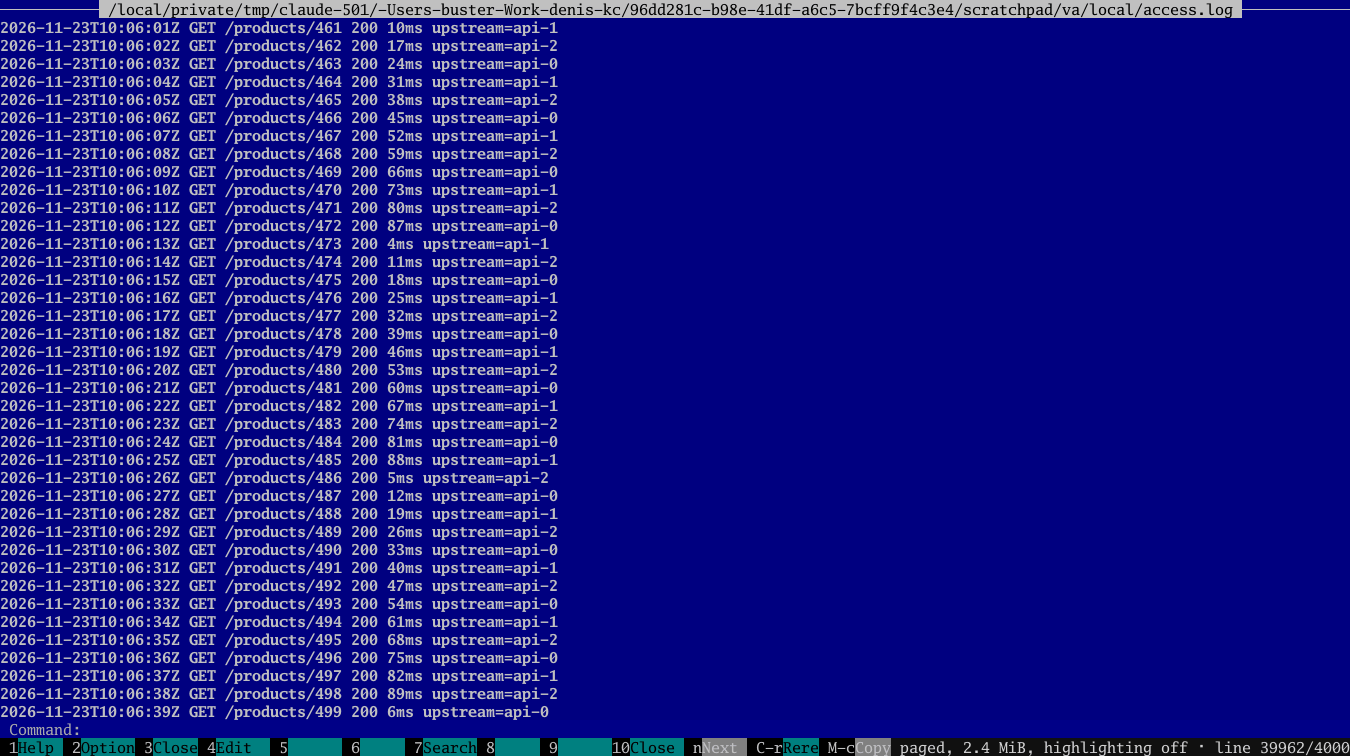 /local/private/tmp/claude-501/-Users-buster-Work-denis-kc/96dd281c-b98e-41df-a6c5-7bcff9f4c3e4/scratchpad/va/local/access.log
2026-11-23T10:06:01Z GET /products/461 200 10ms upstream=api-1
2026-11-23T10:06:02Z GET /products/462 200 17ms upstream=api-2
2026-11-23T10:06:03Z GET /products/463 200 24ms upstream=api-0
2026-11-23T10:06:04Z GET /products/464 200 31ms upstream=api-1
2026-11-23T10:06:05Z GET /products/465 200 38ms upstream=api-2
2026-11-23T10:06:06Z GET /products/466 200 45ms upstream=api-0
2026-11-23T10:06:07Z GET /products/467 200 52ms upstream=api-1
2026-11-23T10:06:08Z GET /products/468 200 59ms upstream=api-2
2026-11-23T10:06:09Z GET /products/469 200 66ms upstream=api-0
2026-11-23T10:06:10Z GET /products/470 200 73ms upstream=api-1
2026-11-23T10:06:11Z GET /products/471 200 80ms upstream=api-2
2026-11-23T10:06:12Z GET /products/472 200 87ms upstream=api-0
2026-11-23T10:06:13Z GET /products/473 200 4ms upstream=api-1
2026-11-23T10:06:14Z GET /products/474 200 11ms upstream=api-2
2026-11-23T10:06:15Z GET /products/475 200 18ms upstream=api-0
2026-11-23T10:06:16Z GET /products/476 200 25ms upstream=api-1
2026-11-23T10:06:17Z GET /products/477 200 32ms upstream=api-2
2026-11-23T10:06:18Z GET /products/478 200 39ms upstream=api-0
2026-11-23T10:06:19Z GET /products/479 200 46ms upstream=api-1
2026-11-23T10:06:20Z GET /products/480 200 53ms upstream=api-2
2026-11-23T10:06:21Z GET /products/481 200 60ms upstream=api-0
2026-11-23T10:06:22Z GET /products/482 200 67ms upstream=api-1
2026-11-23T10:06:23Z GET /products/483 200 74ms upstream=api-2
2026-11-23T10:06:24Z GET /products/484 200 81ms upstream=api-0
2026-11-23T10:06:25Z GET /products/485 200 88ms upstream=api-1
2026-11-23T10:06:26Z GET /products/486 200 5ms upstream=api-2
2026-11-23T10:06:27Z GET /products/487 200 12ms upstream=api-0
2026-11-23T10:06:28Z GET /products/488 200 19ms upstream=api-1
2026-11-23T10:06:29Z GET /products/489 200 26ms upstream=api-2
2026-11-23T10:06:30Z GET /products/490 200 33ms upstream=api-0
2026-11-23T10:06:31Z GET /products/491 200 40ms upstream=api-1
2026-11-23T10:06:32Z GET /products/492 200 47ms upstream=api-2
2026-11-23T10:06:33Z GET /products/493 200 54ms upstream=api-0
2026-11-23T10:06:34Z GET /products/494 200 61ms upstream=api-1
2026-11-23T10:06:35Z GET /products/495 200 68ms upstream=api-2
2026-11-23T10:06:36Z GET /products/496 200 75ms upstream=api-0
2026-11-23T10:06:37Z GET /products/497 200 82ms upstream=api-1
2026-11-23T10:06:38Z GET /products/498 200 89ms upstream=api-2
2026-11-23T10:06:39Z GET /products/499 200 6ms upstream=api-0
Command:
1Help 2Option 3Close 4Edit 5 6 7Search 8 9 10Close nNext C-rRere M-cCopy paged, 2.4 MiB, highlighting off · line 39962/4000